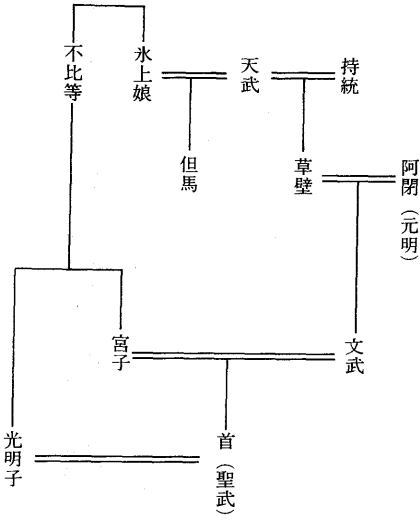 持統
天武
氷上娘
不比等
阿閉（元明）
草壁
但馬
文武
宮子
首（聖武）
光明子